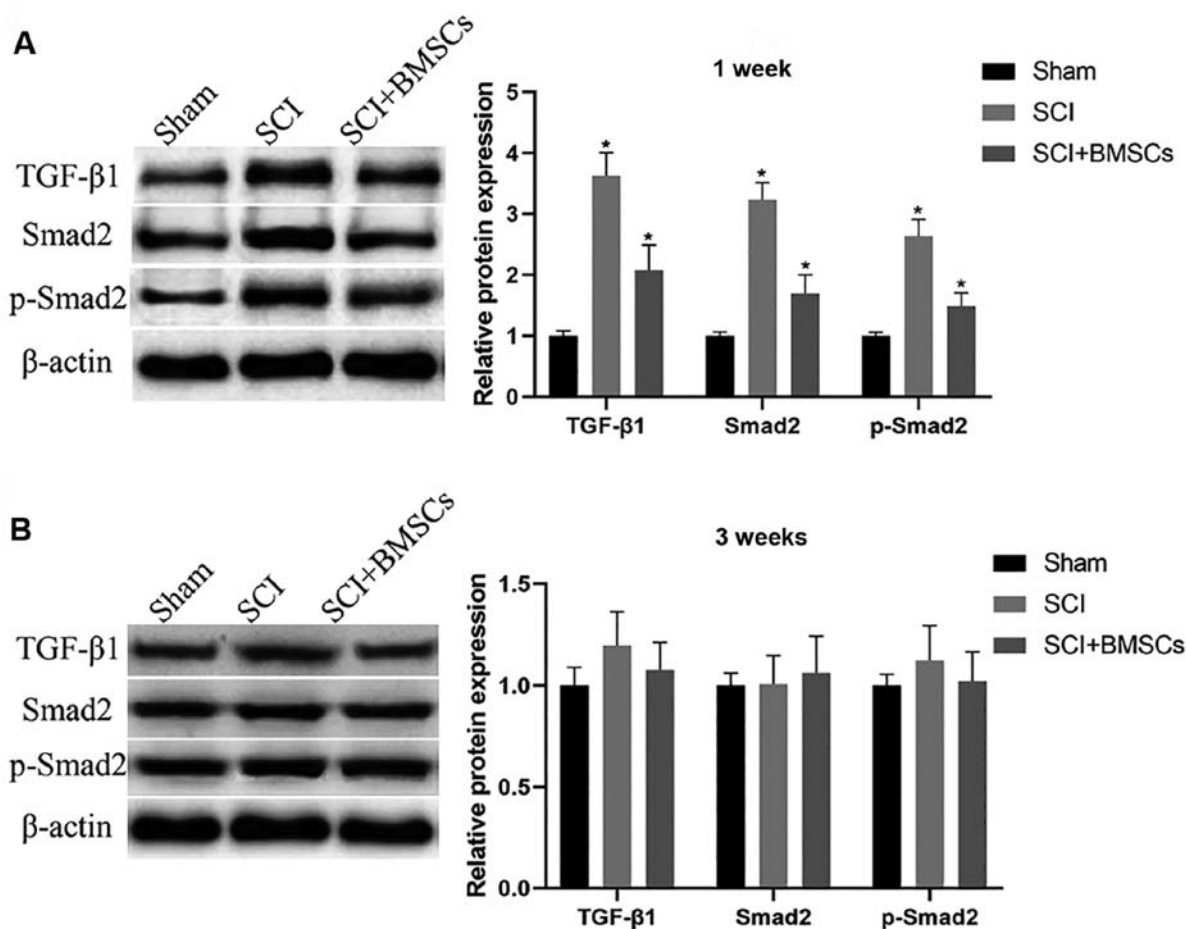 A
Sham
SCI
SCI+BMSCs
TGF-β1
Smad2
p-Smad2
β-actin
1 week
Relative protein expression
5
4
3
2
1
0
*
*
*
*
*
*
TGF-β1
Smad2
p-Smad2
Sham
SCI
SCI+BMSCs
B
Sham
SCI
SCI+BMSCs
TGF-β1
Smad2
p-Smad2
β-actin
3 weeks
Relative protein expression
1.5
1.0
0.5
0.0
TGF-β1
Smad2
p-Smad2
Sham
SCI
SCI+BMSCs